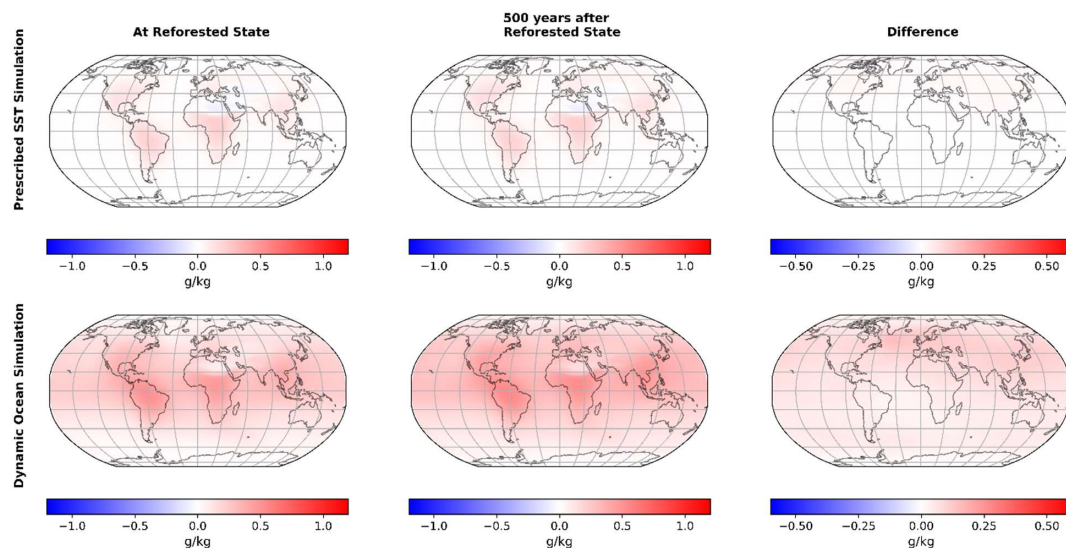 At Reforested State
500 years after
Reforested State
Difference
Prescribed SST Simulation
−1.0 −0.5 0.0 0.5 1.0
g/kg
−1.0 −0.5 0.0 0.5 1.0
g/kg
−0.50 −0.25 0.00 0.25 0.50
g/kg
Dynamic Ocean Simulation
−1.0 −0.5 0.0 0.5 1.0
g/kg
−1.0 −0.5 0.0 0.5 1.0
g/kg
−0.50 −0.25 0.00 0.25 0.50
g/kg